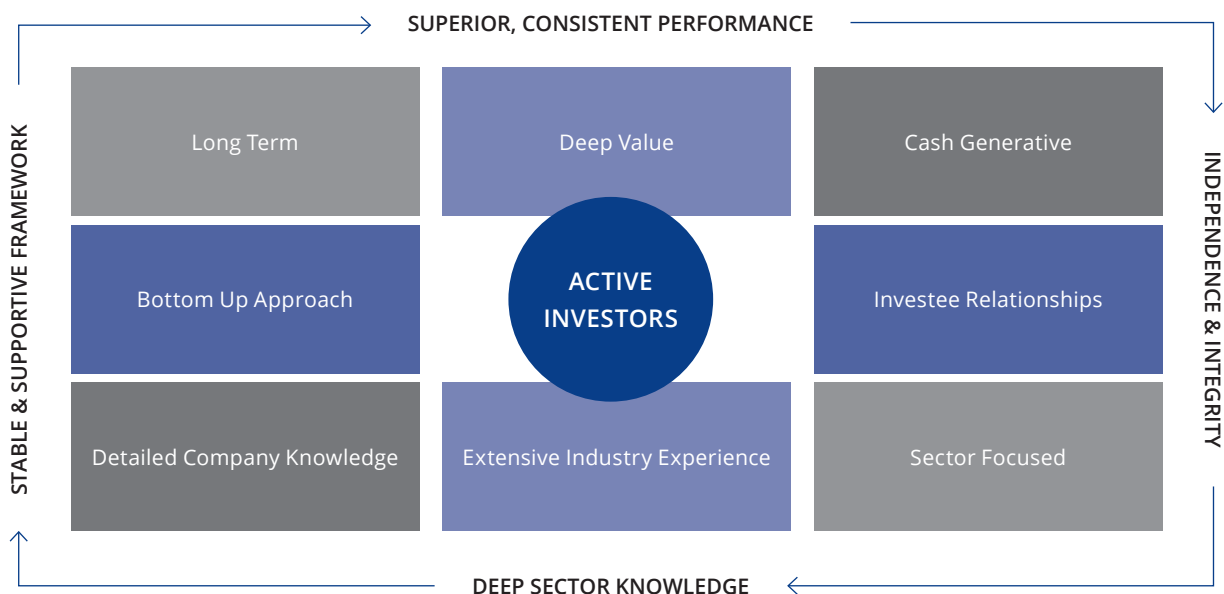 SUPERIOR, CONSISTENT PERFORMANCE
STABLE & SUPPORTIVE FRAMEWORK
Long Term
Deep Value
Cash Generative
Bottom Up Approach
ACTIVE
INVESTORS
Investee Relationships
Detailed Company Knowledge
Extensive Industry Experience
Sector Focused
INDEPENDENCE & INTEGRITY
DEEP SECTOR KNOWLEDGE